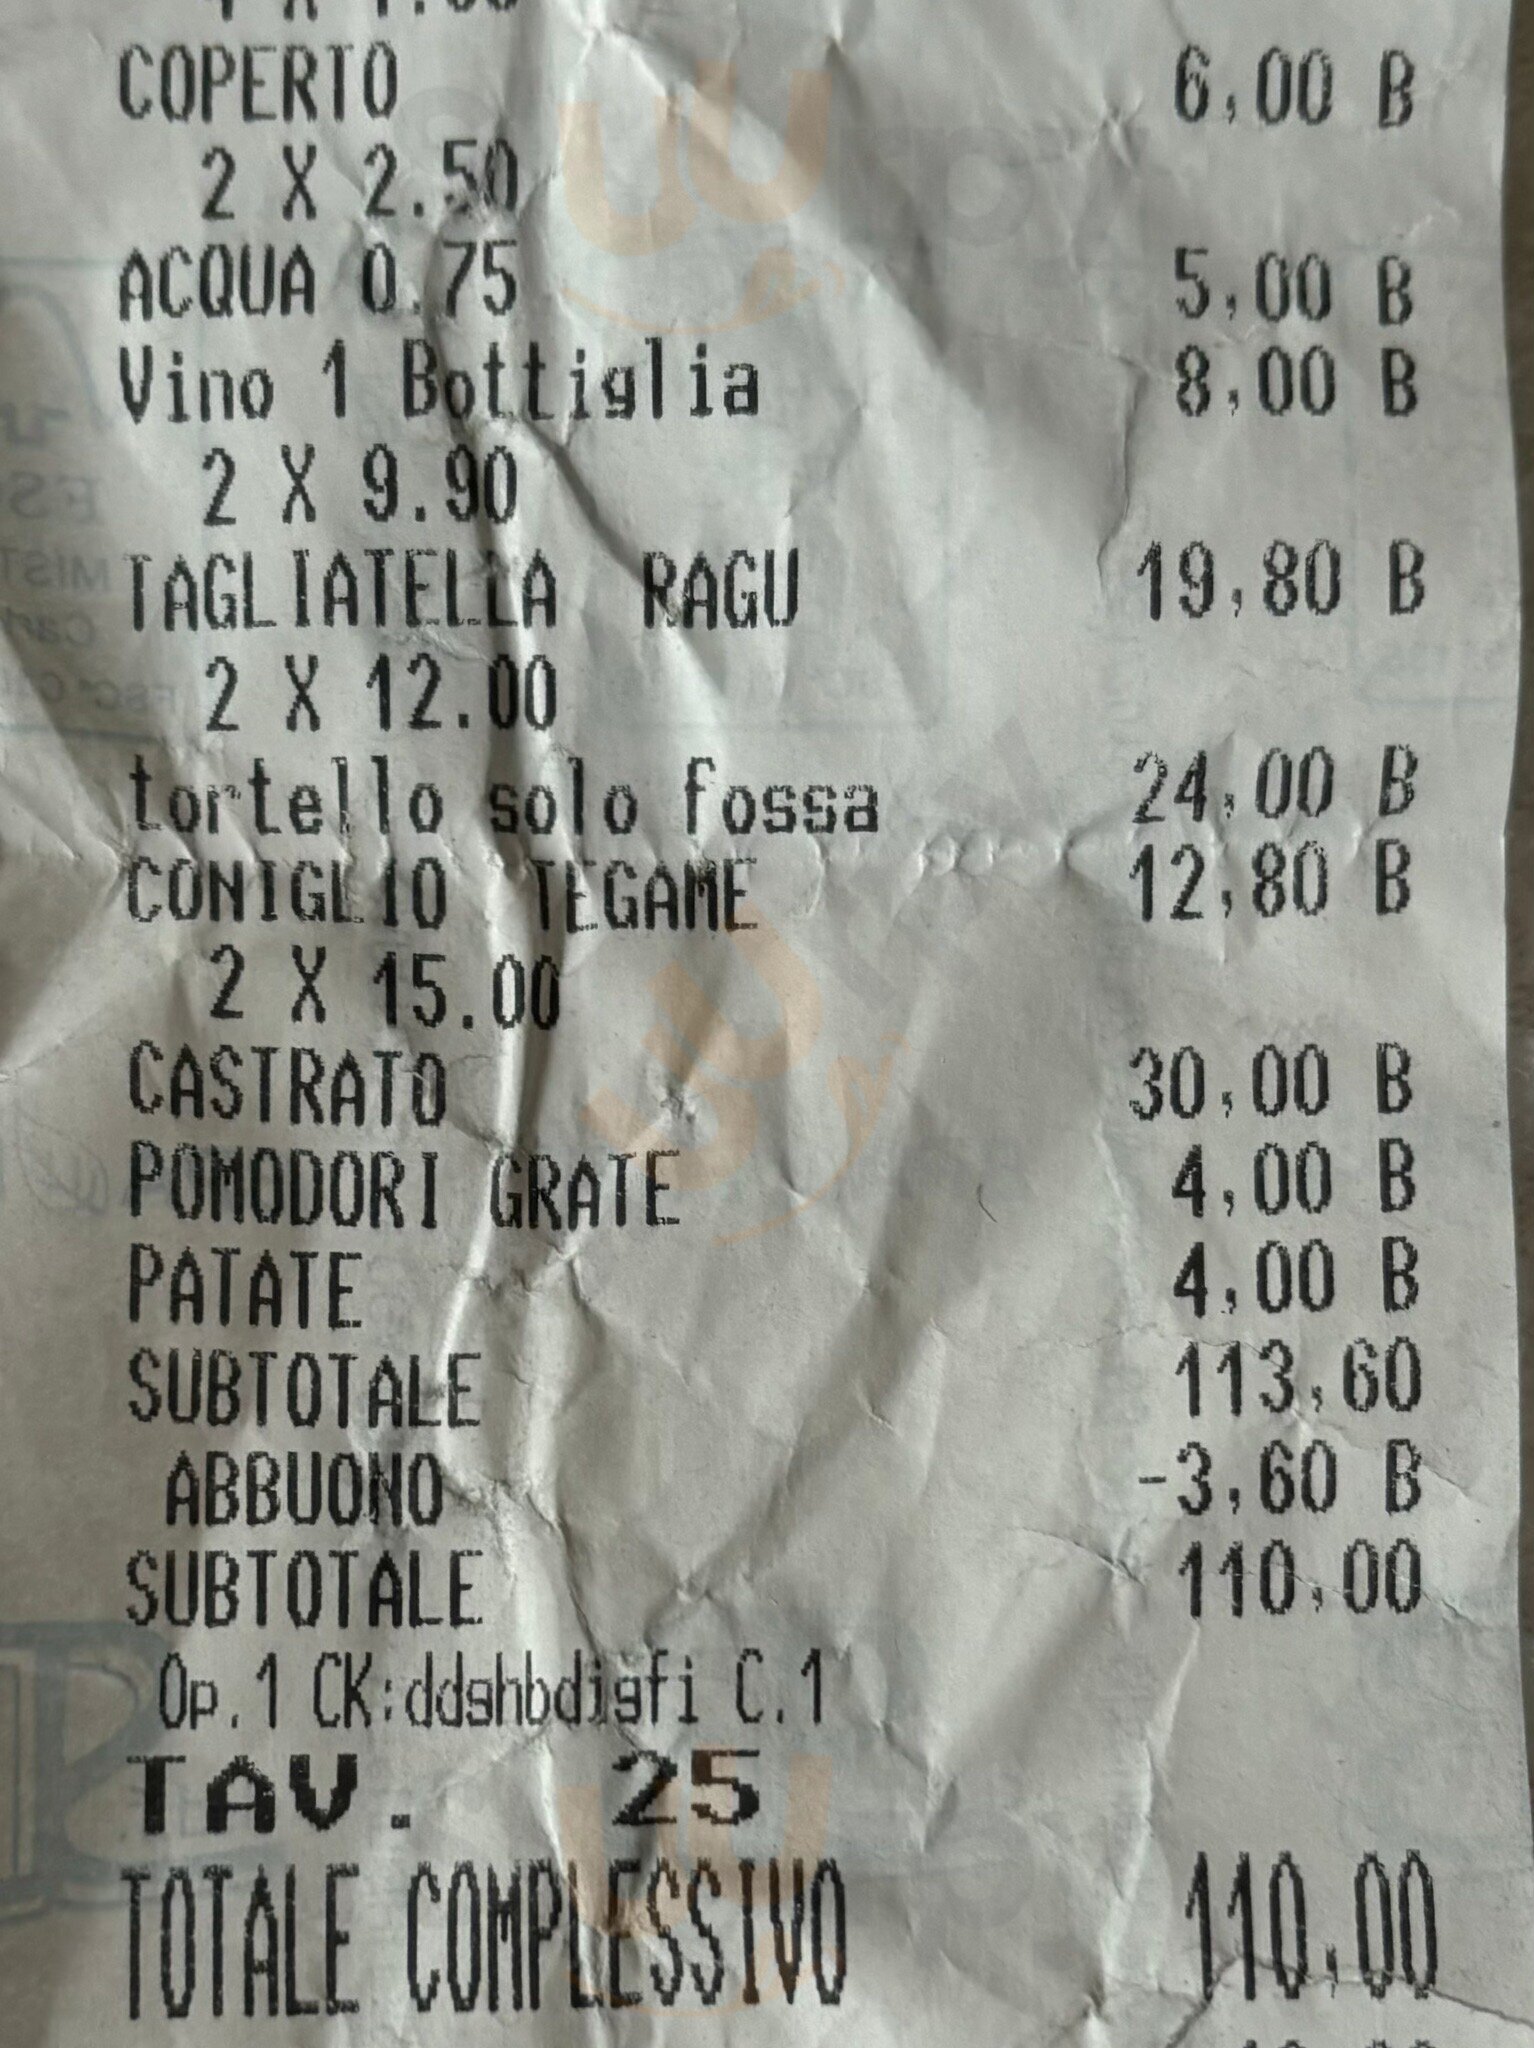 COPERTO 6,00 B
2 X 2.50
ACQUA 0.75 5,00 B
Vino 1 Bottiglia 8,00 B
2 X 9.90
TAGLIATELLA RAGU 19,80 B
2 X 12.00
tortello solo fossa 24,00 B
CONIGLIO TEGAME 12,80 B
2 X 15.00
CASTRATO 30,00 B
POMODORI GRATE 4,00 B
PATATE 4,00 B
SUBTOTALE 113,60
ABBUONO -3,60 B
SUBTOTALE 110,00
Op.1 CK:ddghbdigfi C.1
TAV. 25
TOTALE COMPLESSIVO 110,00